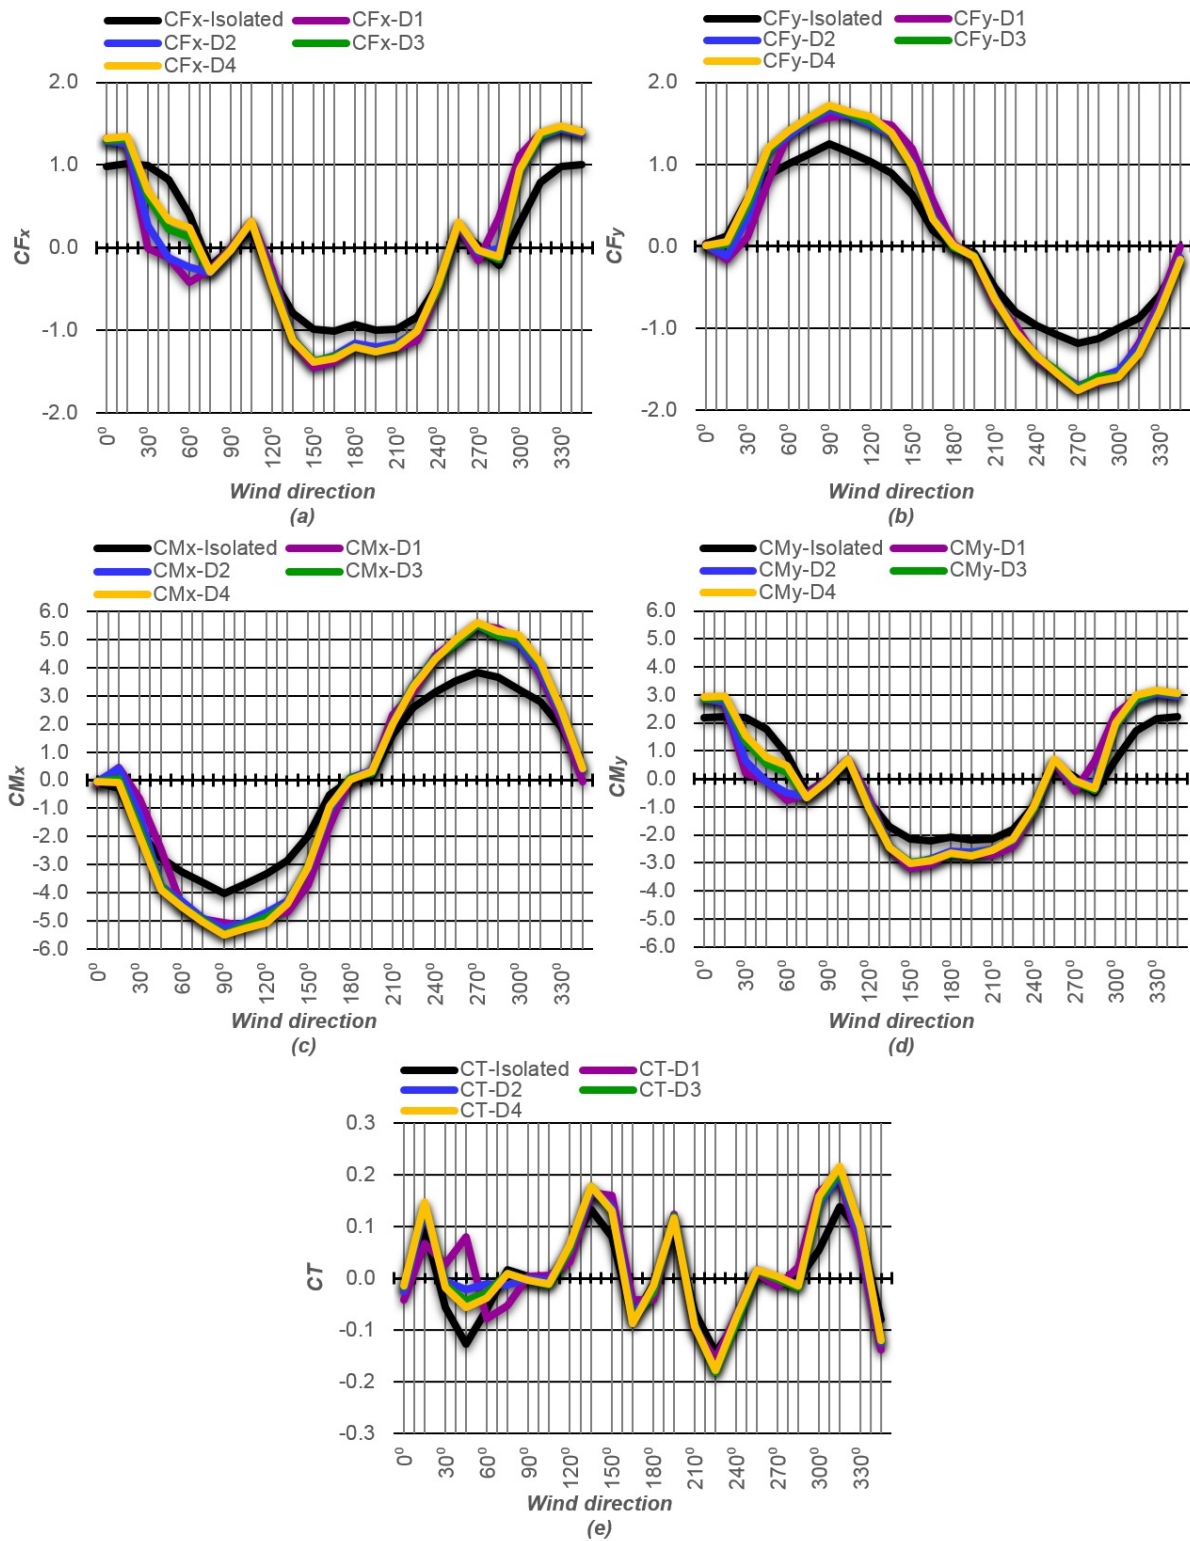 CFx-Isolated CFx-D1
CFx-D2 CFx-D3
CFx-D4
2.0
1.0
0.0
-1.0
-2.0
CFx
0° 30° 60° 90° 120° 150° 180° 210° 240° 270° 300° 330°
Wind direction
(a)
CFy-Isolated CFy-D1
CFy-D2 CFy-D3
CFy-D4
2.0
1.0
0.0
-1.0
-2.0
CFy
0° 30° 60° 90° 120° 150° 180° 210° 240° 270° 300° 330°
Wind direction
(b)
CMx-Isolated CMx-D1
CMx-D2 CMx-D3
CMx-D4
6.0
5.0
4.0
3.0
2.0
1.0
0.0
-1.0
-2.0
-3.0
-4.0
-5.0
-6.0
CMx
0° 30° 60° 90° 120° 150° 180° 210° 240° 270° 300° 330°
Wind direction
(c)
CMy-Isolated CMy-D1
CMy-D2 CMy-D3
CMy-D4
6.0
5.0
4.0
3.0
2.0
1.0
0.0
-1.0
-2.0
-3.0
-4.0
-5.0
-6.0
CMy
0° 30° 60° 90° 120° 150° 180° 210° 240° 270° 300° 330°
Wind direction
(d)
CT-Isolated CT-D1
CT-D2 CT-D3
CT-D4
0.3
0.2
0.1
0.0
-0.1
-0.2
-0.3
CT
0° 30° 60° 90° 120° 150° 180° 210° 240° 270° 300° 330°
Wind direction
(e)